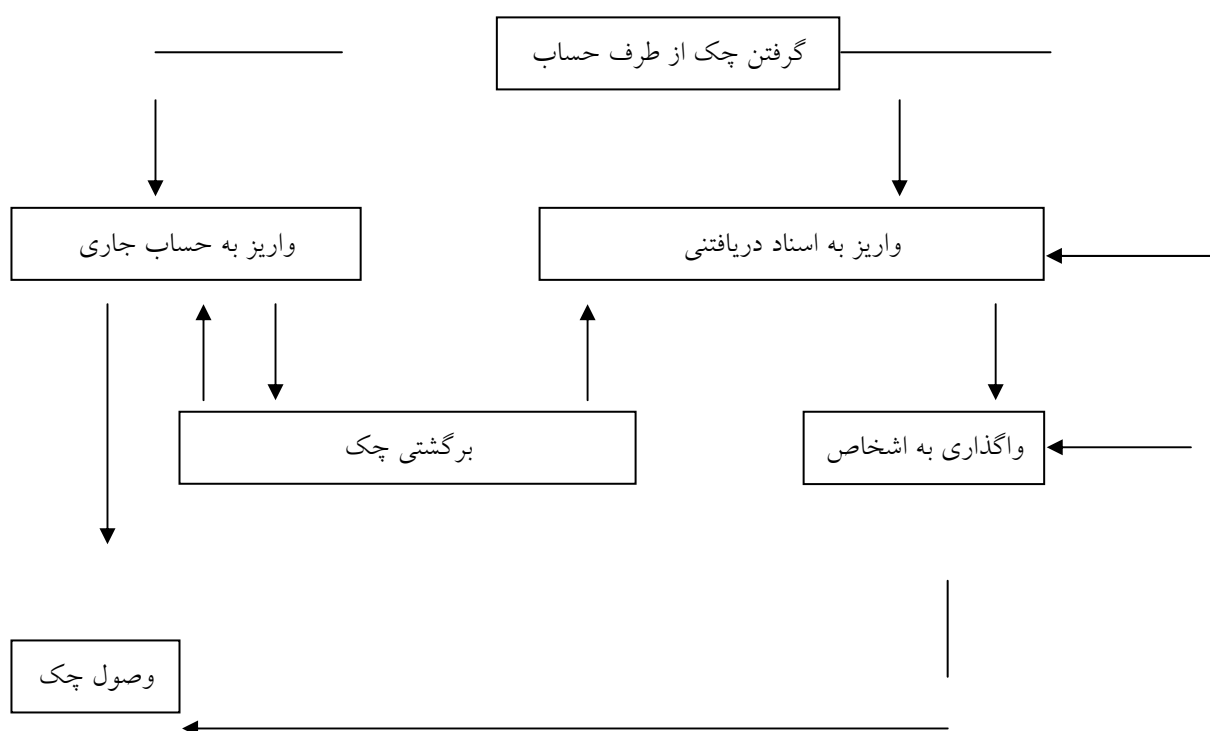 گرفتن چک از طرف حساب
واریز به اسناد دریافتنی
واریز به حساب جاری
واگذاری به اشخاص
برگشتی چک
وصول چک